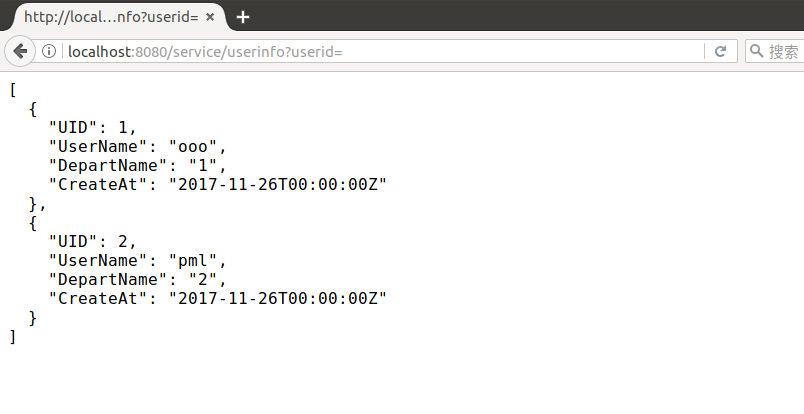 http://local...nfo?userid=
localhost:8080/service/userinfo?userid=
搜索
[
  {
    "UID": 1,
    "UserName": "ooo",
    "DepartName": "1",
    "CreateAt": "2017-11-26T00:00:00Z"
  },
  {
    "UID": 2,
    "UserName": "pml",
    "DepartName": "2",
    "CreateAt": "2017-11-26T00:00:00Z"
  }
]